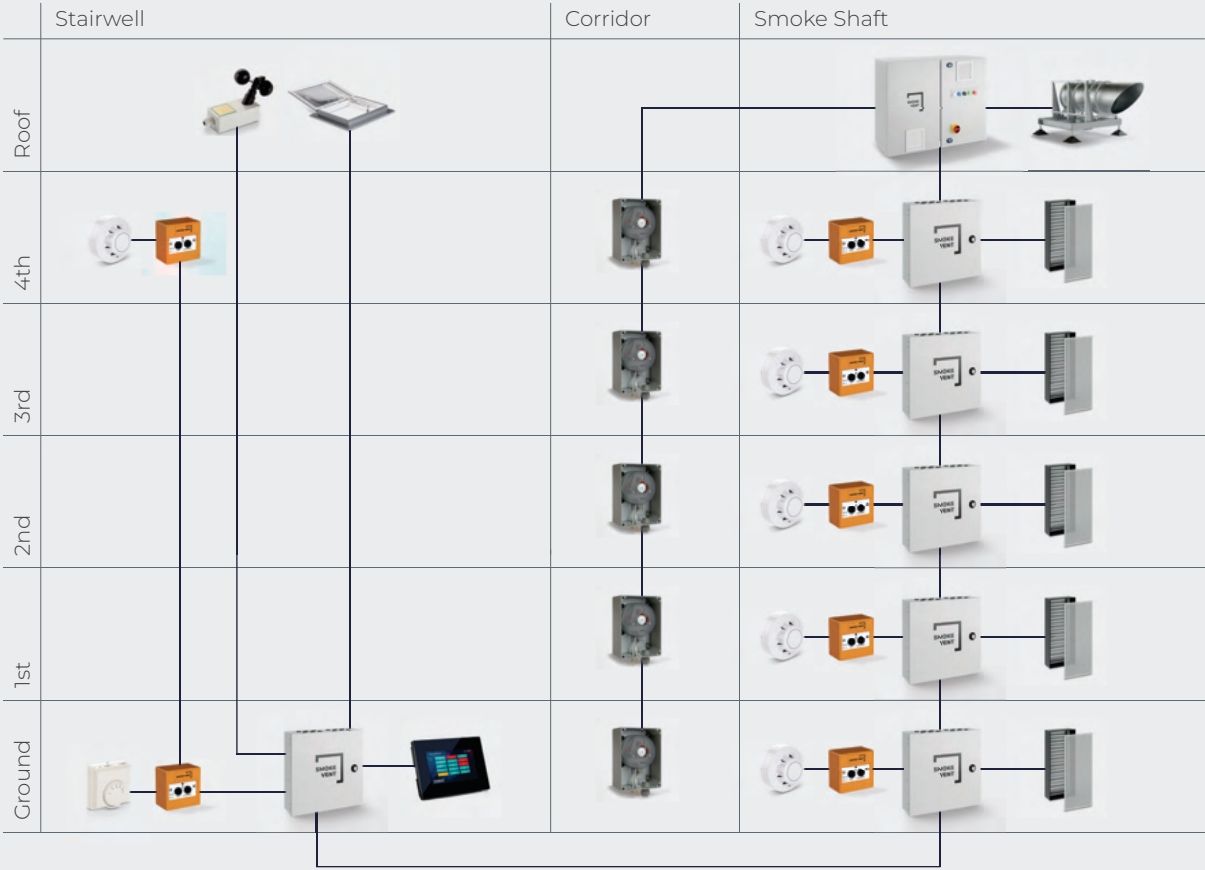 Stairwell
Corridor
Smoke Shaft
Roof
4th
SMOKE
VENT
3rd
SMOKE
VENT
2nd
SMOKE
VENT
1st
SMOKE
VENT
Ground
SMOKE
VENT
SMOKE
VENT